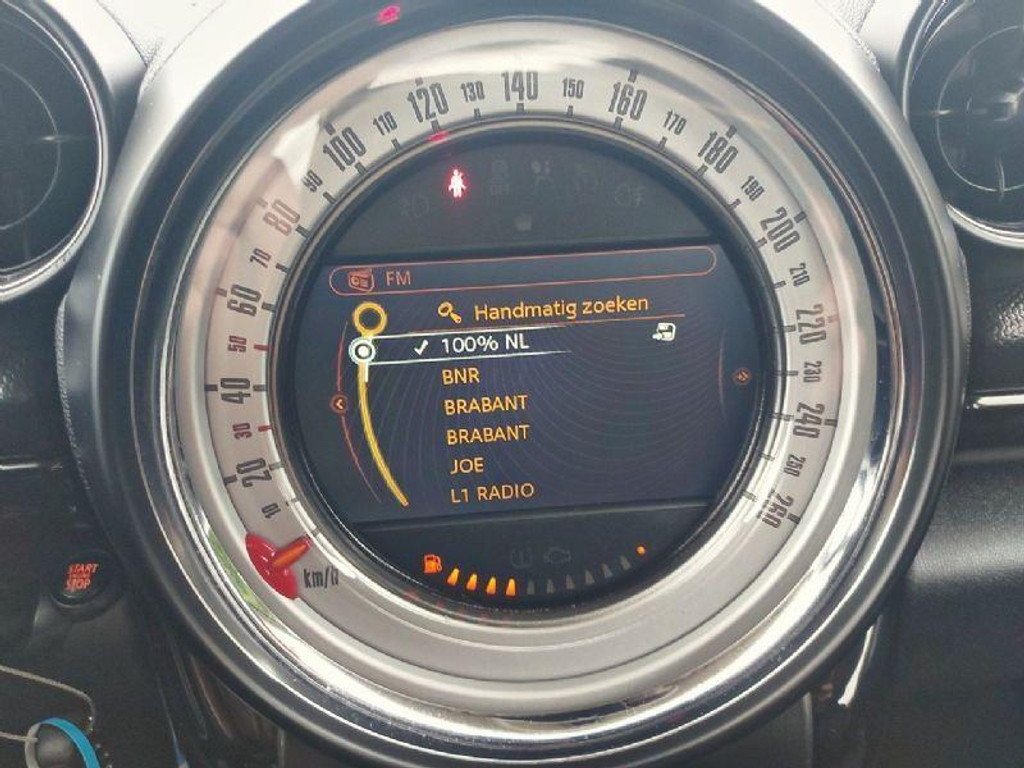 10
20
30
40
50
60
70
80
90
100
110
120
130
140
150
160
170
180
190
200
210
220
230
240
250
260
FM
Handmatig zoeken
100% NL
BNR
BRABANT
BRABANT
JOE
L1 RADIO
km/h
START
STOP